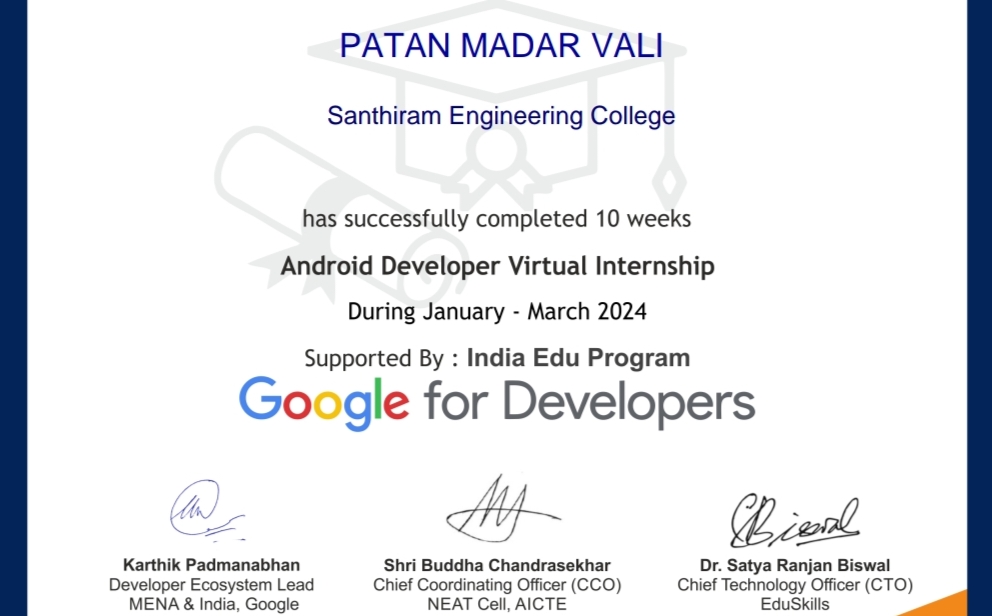 PATAN MADAR VALI
Santhiram Engineering College
has successfully completed 10 weeks
Android Developer Virtual Internship
During January - March 2024
Supported By : India Edu Program
Google for Developers
Karthik Padmanabhan
Developer Ecosystem Lead
MENA & India, Google
Shri Buddha Chandrasekhar
Chief Coordinating Officer (CCO)
NEAT Cell, AICTE
Dr. Satya Ranjan Biswal
Chief Technology Officer (CTO)
EduSkills